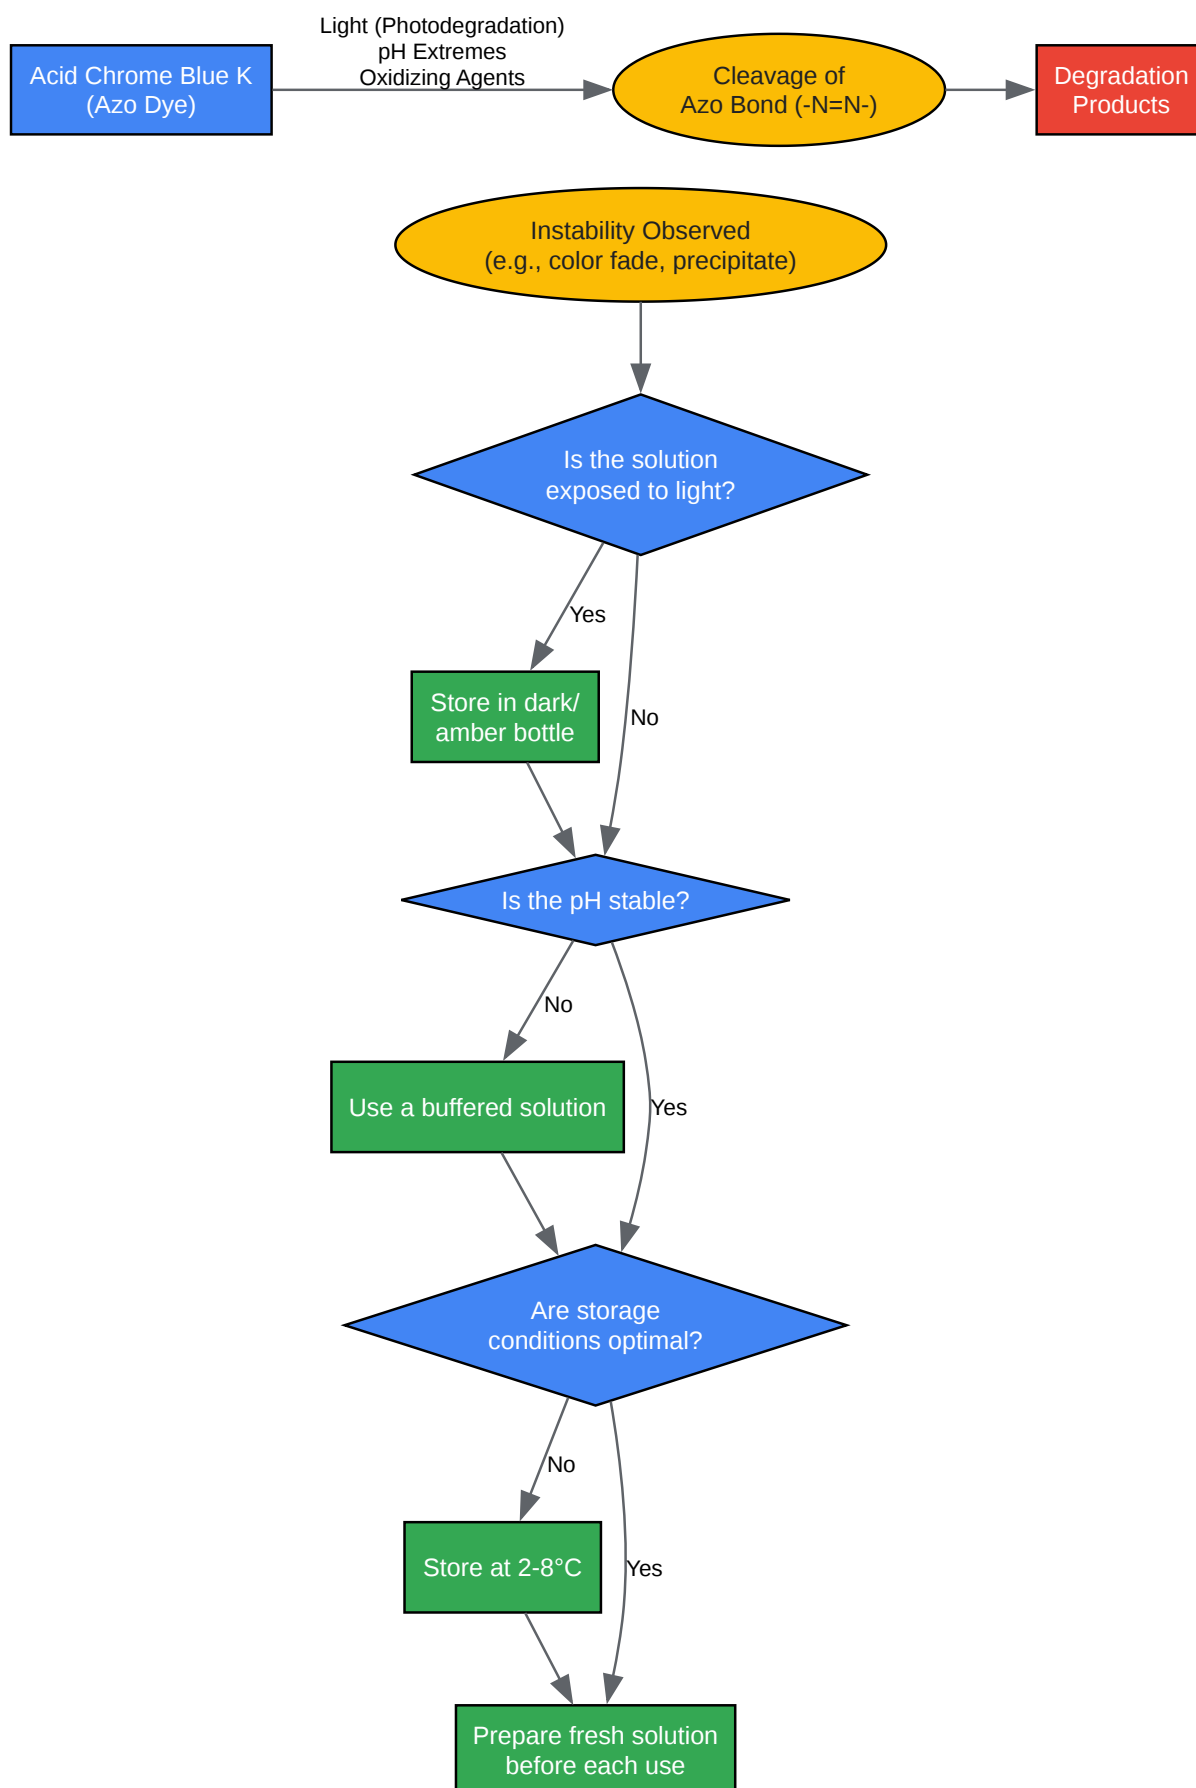 Acid Chrome Blue K
(Azo Dye)
Light (Photodegradation)
pH Extremes
Oxidizing Agents
Cleavage of
Azo Bond (-N=N-)
Degradation
Products
Instability Observed
(e.g., color fade, precipitate)
Is the solution
exposed to light?
Yes
Store in dark/
amber bottle
No
Is the pH stable?
No
Use a buffered solution
Yes
Are storage
conditions optimal?
No
Store at 2-8°C
Yes
Prepare fresh solution
before each use